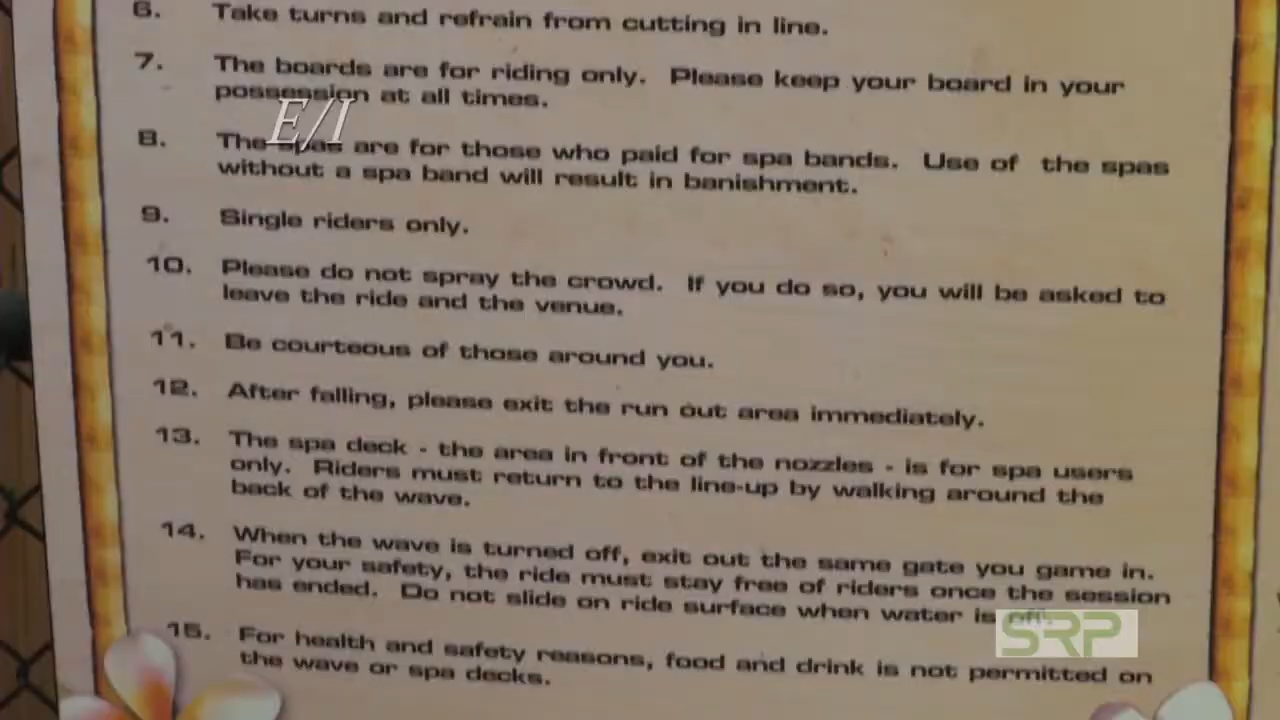 6. Take turns and refrain from cutting in line.
7. The boards are for riding only. Please keep your board in your
possession at all times.
E/I
8. The spas are for those who paid for spa bands. Use of the spas
without a spa band will result in banishment.
9. Single riders only.
10. Please do not spray the crowd. If you do so, you will be asked to
leave the ride and the venue.
11. Be courteous of those around you.
12. After falling, please exit the run out area immediately.
13. The spa deck - the area in front of the nozzles - is for spa users
only. Riders must return to the line-up by walking around the
back of the wave.
14. When the wave is turned off, exit out the same gate you game in.
For your safety, the ride must stay free of riders once the session
has ended. Do not slide on ride surface when water is off.
SRP
15. For health and safety reasons, food and drink is not permitted on
the wave or spa decks.